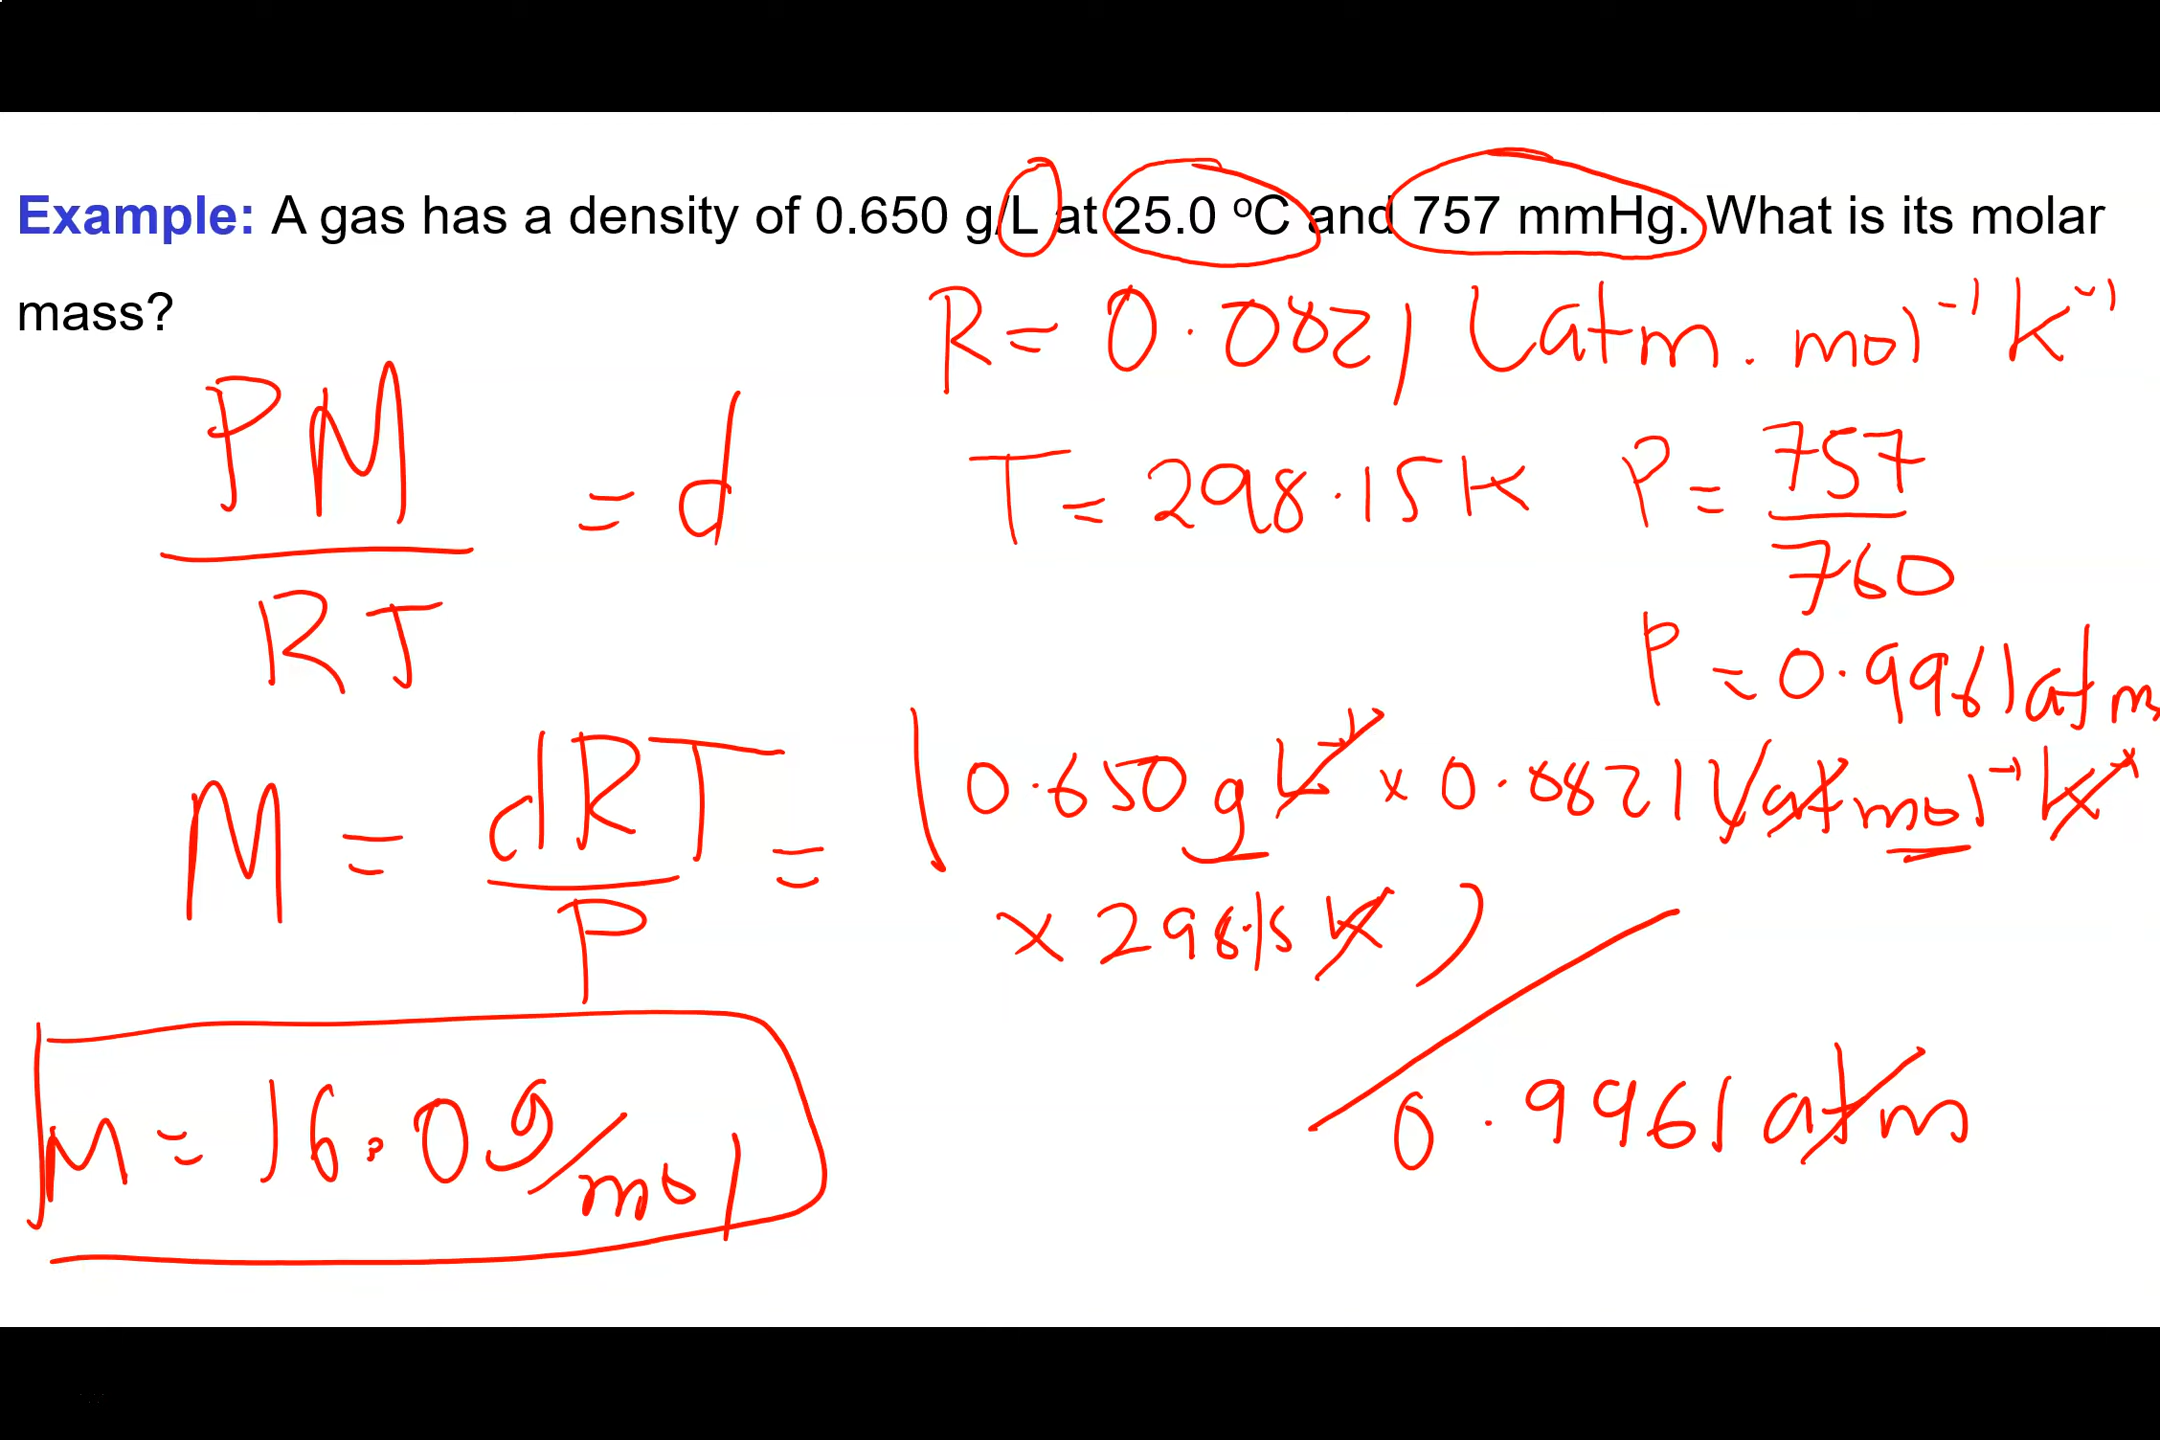 Example: A gas has a density of 0.650 g/L at 25.0 °C and 757 mmHg. What is its molar
mass?
R = 0.0821 L atm. mol⁻¹ K⁻¹
PM / RT = d
T = 298.15 K
P = 757 / 760
P = 0.9961 atm
M = dRT / P = (0.650 g L⁻¹ x 0.0821 L atm mol⁻¹ K⁻¹
x 298.15 K)
/ 0.9961 atm
M = 16.0 g/mol